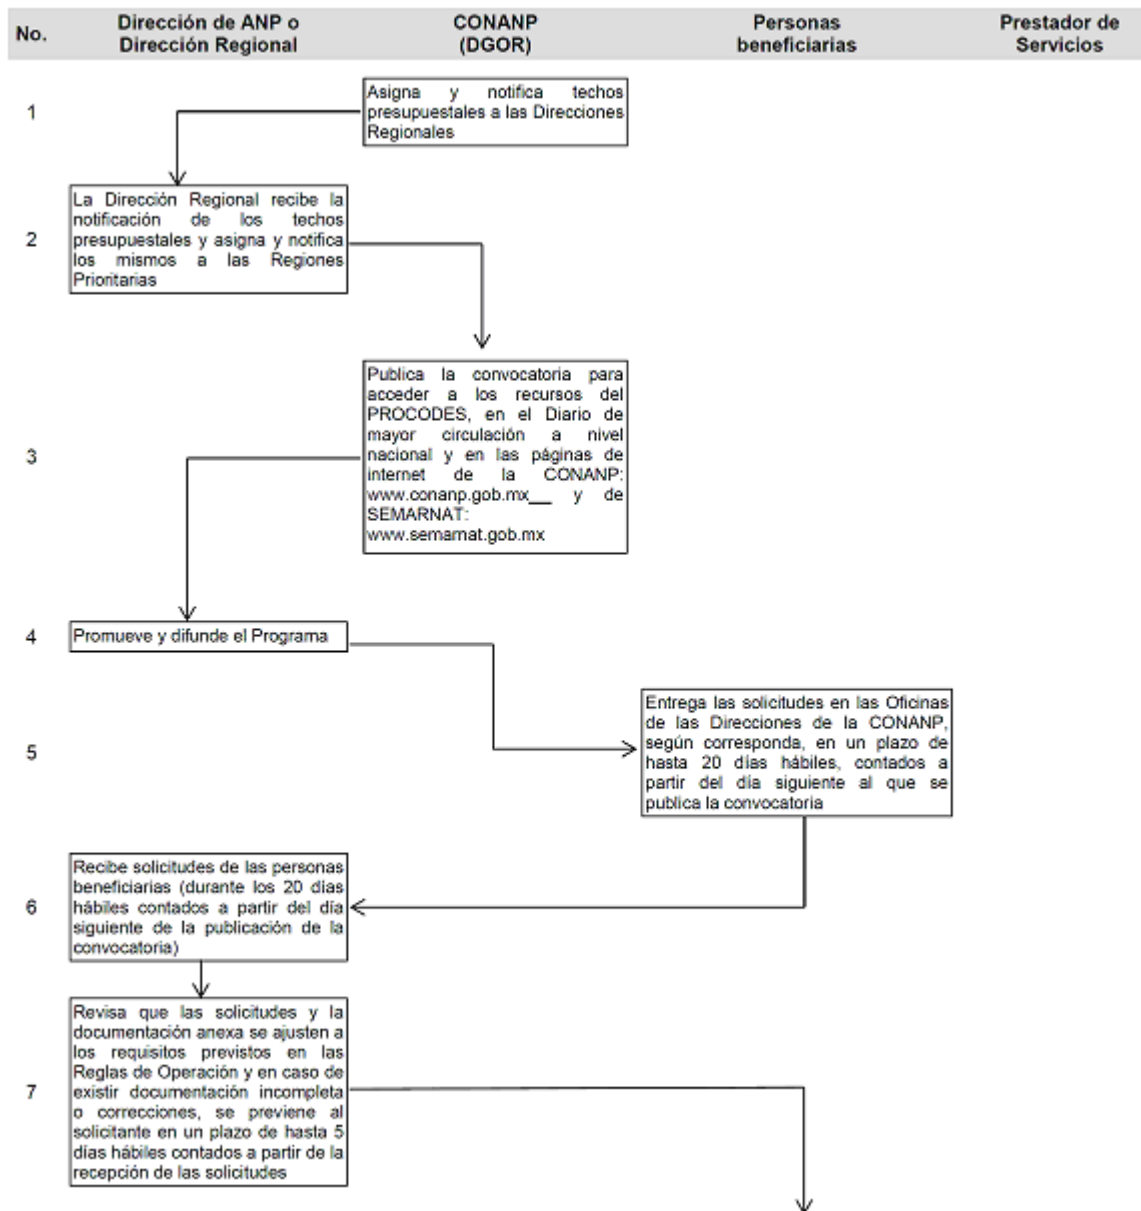 No.
Dirección de ANP o
Dirección Regional
CONANP
(DGOR)
Personas
beneficiarias
Prestador de
Servicios
1
Asigna y notifica techos
presupuestales a las Direcciones
Regionales
2
La Dirección Regional recibe la
notificación de los techos
presupuestales y asigna y notifica
los mismos a las Regiones
Prioritarias
3
Publica la convocatoria para
acceder a los recursos del
PROCODES, en el Diario de
mayor circulación a nivel
nacional y en las páginas de
internet de la CONANP:
www.conanp.gob.mx__ y de
SEMARNAT:
www.semarnat.gob.mx
4
Promueve y difunde el Programa
5
Entrega las solicitudes en las Oficinas
de las Direcciones de la CONANP,
según corresponda, en un plazo de
hasta 20 días hábiles, contados a
partir del día siguiente al que se
publica la convocatoria
6
Recibe solicitudes de las personas
beneficiarias (durante los 20 días
hábiles contados a partir del día
siguiente de la publicación de la
convocatoria)
7
Revisa que las solicitudes y la
documentación anexa se ajusten a
los requisitos previstos en las
Reglas de Operación y en caso de
existir documentación incompleta
o correcciones, se previene al
solicitante en un plazo de hasta 5
días hábiles contados a partir de la
recepción de las solicitudes